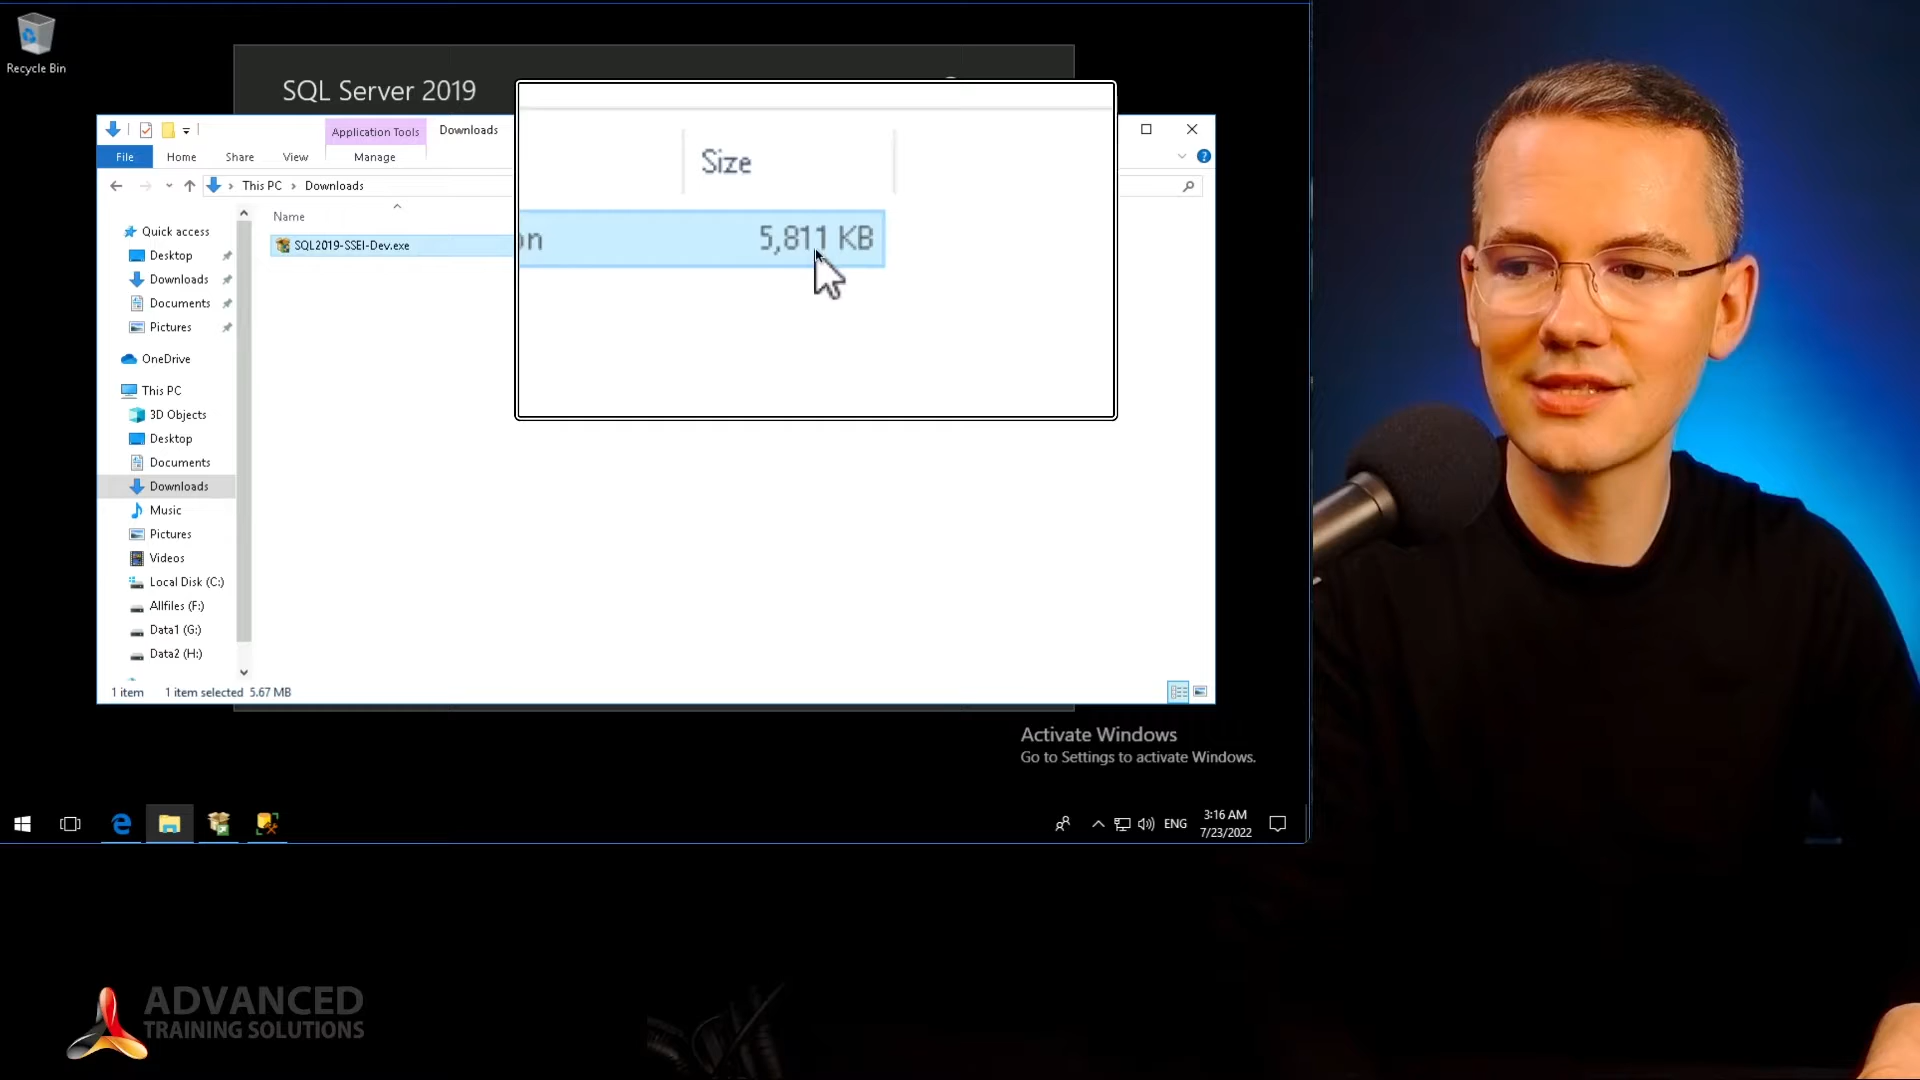 Recycle Bin
SQL Server 2019
Application Tools
Downloads
File
Home
Share
View
Manage
This PC
Downloads
Size
Name
Quick access
SQL2019-SSEI-Dev.exe
on
5,811 KB
Desktop
Downloads
Documents
Pictures
OneDrive
This PC
3D Objects
Desktop
Documents
Downloads
Music
Pictures
Videos
Local Disk (C:)
Allfiles (F:)
Data1 (G:)
Data2 (H:)
1 item
1 item selected 5.67 MB
Activate Windows
Go to Settings to activate Windows.
ENG
3:16 AM
7/23/2022
ADVANCED
TRAINING SOLUTIONS